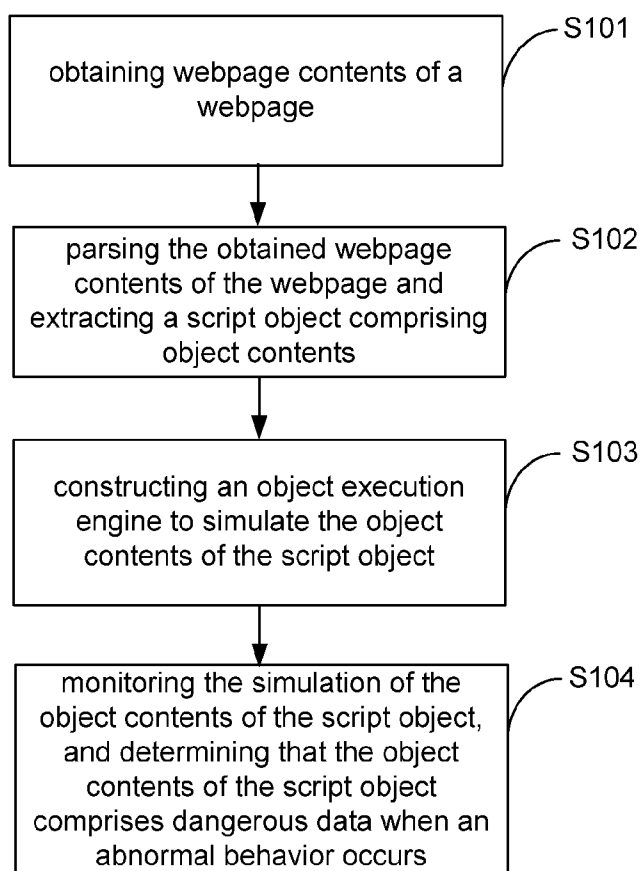 S101
obtaining webpage contents of a
webpage
S102
parsing the obtained webpage
contents of the webpage and
extracting a script object comprising
object contents
S103
constructing an object execution
engine to simulate the object
contents of the script object
S104
monitoring the simulation of the
object contents of the script object,
and determining that the object
contents of the script object
comprises dangerous data when an
abnormal behavior occurs